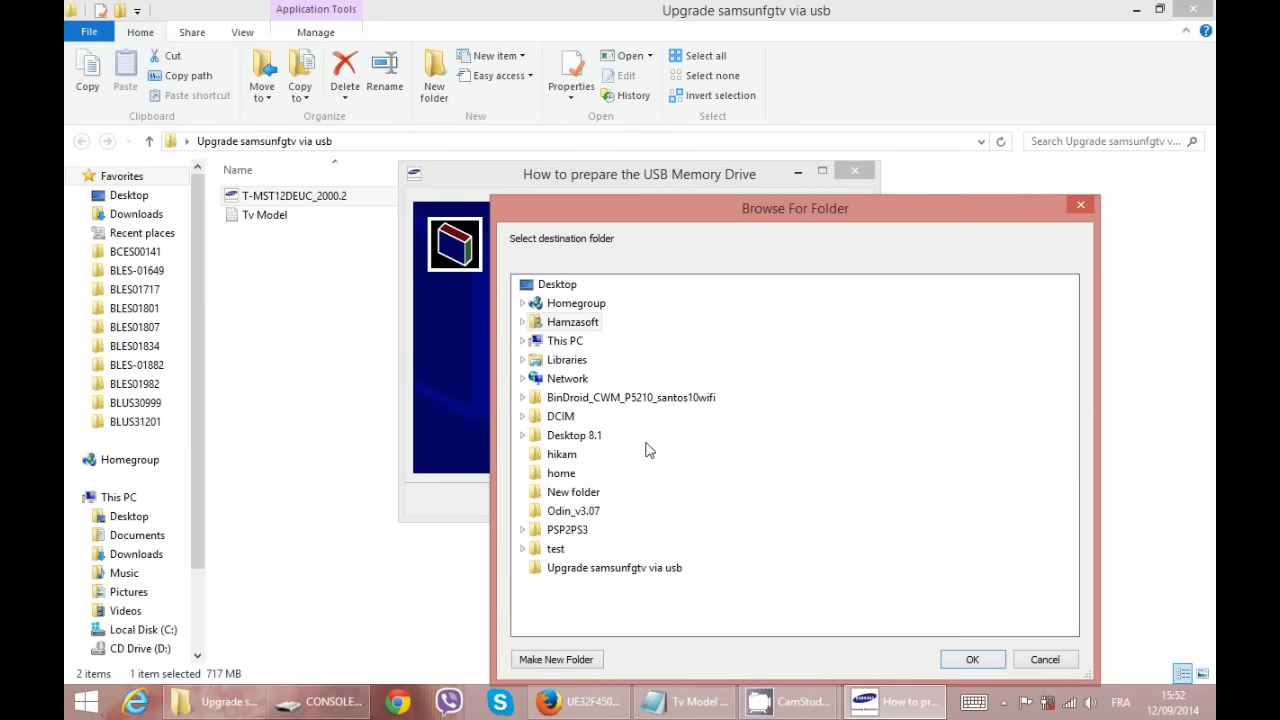 Application Tools
Upgrade samsunfgtv via usb
File
Home
Share
View
Manage
Copy
Paste
Cut
Copy path
Paste shortcut
Clipboard
Move to
Copy to
Delete
Rename
Organize
New folder
New item
Easy access
New
Properties
Open
Edit
History
Open
Select all
Select none
Invert selection
Select
Upgrade samsunfgtv via usb
Search Upgrade samsunfgtv v...
Favorites
Desktop
Downloads
Recent places
BCES00141
BLES-01649
BLES01717
BLES01801
BLES01807
BLES01834
BLES-01882
BLES01982
BLUS30999
BLUS31201
Homegroup
This PC
Desktop
Documents
Downloads
Music
Pictures
Videos
Local Disk (C:)
CD Drive (D:)
Name
T-MST12DEUC_2000.2
Tv Model
How to prepare the USB Memory Drive
Browse For Folder
Select destination folder
Desktop
Homegroup
Hamzasoft
This PC
Libraries
Network
BinDroid_CWM_P5210_santos10wifi
DCIM
Desktop 8.1
hikam
home
New folder
Odin_v3.07
PSP2PS3
test
Upgrade samsunfgtv via usb
Make New Folder
OK
Cancel
2 items
1 item selected 717 MB
Upgrade s...
CONSOLE...
UE32F450...
Tv Model ...
CamStud...
How to pr...
FRA
15:52
12/09/2014